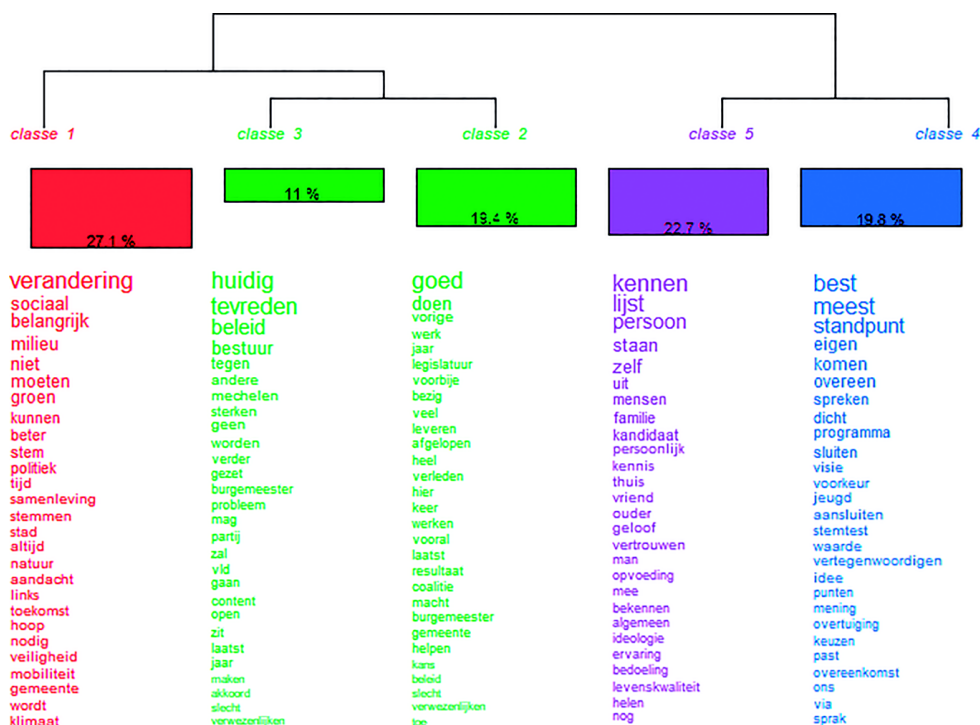 classe 1
classe 3
classe 2
classe 5
classe 4
27.1 %
11 %
19.4 %
22.7 %
19.8 %
verandering
sociaal
belangrijk
milieu
niet
moeten
groen
kunnen
beter
stem
politiek
tijd
samenleving
stemmen
stad
altijd
natuur
aandacht
links
toekomst
hoop
nodig
veiligheid
mobiliteit
gemeente
wordt
klimaat
huidig
tevreden
beleid
bestuur
tegen
andere
mechelen
sterken
geen
worden
verder
gezet
burgemeester
probleem
mag
partij
zal
vld
gaan
content
open
zit
laatst
jaar
maken
akkoord
slecht
verwezenlijken
goed
doen
vorige
werk
jaar
legislatuur
voorbije
bezig
veel
leveren
afgelopen
heel
verleden
hier
keer
werken
vooral
laatst
resultaat
coalitie
macht
burgemeester
gemeente
helpen
kans
beleid
slecht
verwezenlijken
kennen
lijst
persoon
staan
zelf
uit
mensen
familie
kandidaat
persoonlijk
kennis
thuis
vriend
ouder
geloof
vertrouwen
man
opvoeding
mee
bekennen
algemeen
ideologie
ervaring
bedoeling
levenskwaliteit
helen
nog
best
meest
standpunt
eigen
komen
overeen
spreken
dicht
programma
sluiten
visie
voorkeur
jeugd
aansluiten
stemtest
waarde
vertegenwoordigen
idee
punten
mening
overtuiging
keuzen
past
overeenkomst
ons
via
sprak